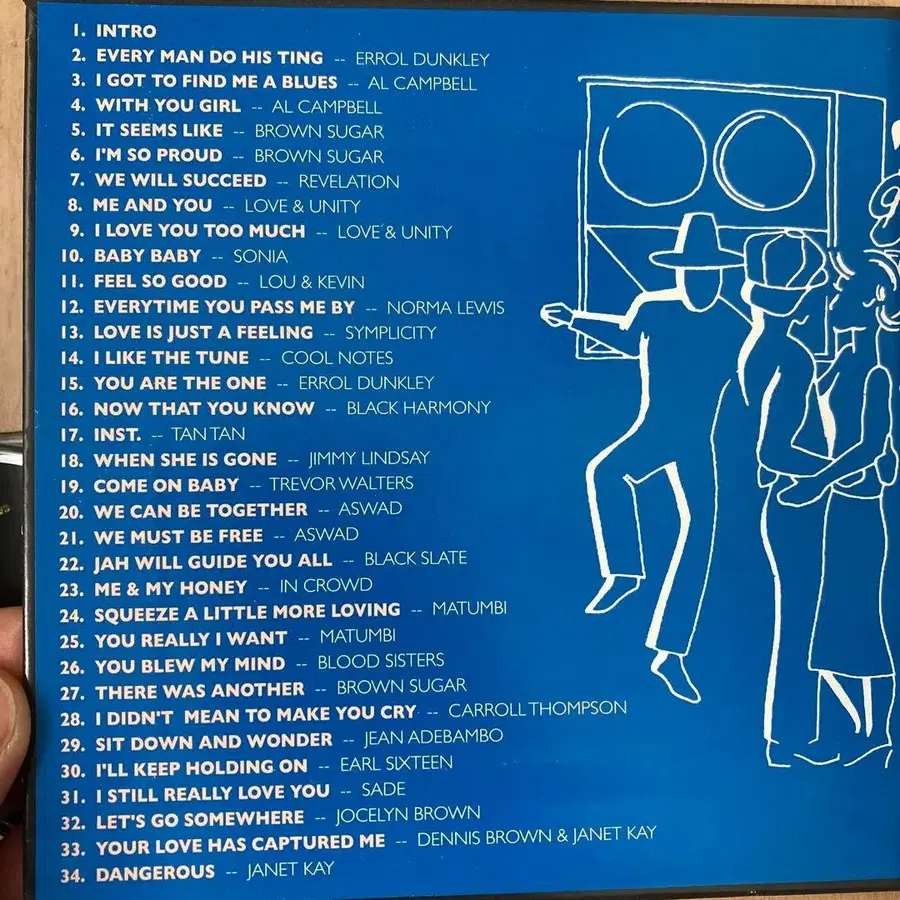 1. INTRO
2. EVERY MAN DO HIS TING -- ERROL DUNKLEY
3. I GOT TO FIND ME A BLUES -- AL CAMPBELL
4. WITH YOU GIRL -- AL CAMPBELL
5. IT SEEMS LIKE -- BROWN SUGAR
6. I'M SO PROUD -- BROWN SUGAR
7. WE WILL SUCCEED -- REVELATION
8. ME AND YOU -- LOVE & UNITY
9. I LOVE YOU TOO MUCH -- LOVE & UNITY
10. BABY BABY -- SONIA
11. FEEL SO GOOD -- LOU & KEVIN
12. EVERYTIME YOU PASS ME BY -- NORMA LEWIS
13. LOVE IS JUST A FEELING -- SYMPLICITY
14. I LIKE THE TUNE -- COOL NOTES
15. YOU ARE THE ONE -- ERROL DUNKLEY
16. NOW THAT YOU KNOW -- BLACK HARMONY
17. INST. -- TAN TAN
18. WHEN SHE IS GONE -- JIMMY LINDSAY
19. COME ON BABY -- TREVOR WALTERS
20. WE CAN BE TOGETHER -- ASWAD
21. WE MUST BE FREE -- ASWAD
22. JAH WILL GUIDE YOU ALL -- BLACK SLATE
23. ME & MY HONEY -- IN CROWD
24. SQUEEZE A LITTLE MORE LOVING -- MATUMBI
25. YOU REALLY I WANT -- MATUMBI
26. YOU BLEW MY MIND -- BLOOD SISTERS
27. THERE WAS ANOTHER -- BROWN SUGAR
28. I DIDN'T MEAN TO MAKE YOU CRY -- CARROLL THOMPSON
29. SIT DOWN AND WONDER -- JEAN ADEBAMBO
30. I'LL KEEP HOLDING ON -- EARL SIXTEEN
31. I STILL REALLY LOVE YOU -- SADE
32. LET'S GO SOMEWHERE -- JOCELYN BROWN
33. YOUR LOVE HAS CAPTURED ME -- DENNIS BROWN & JANET KAY
34. DANGEROUS -- JANET KAY